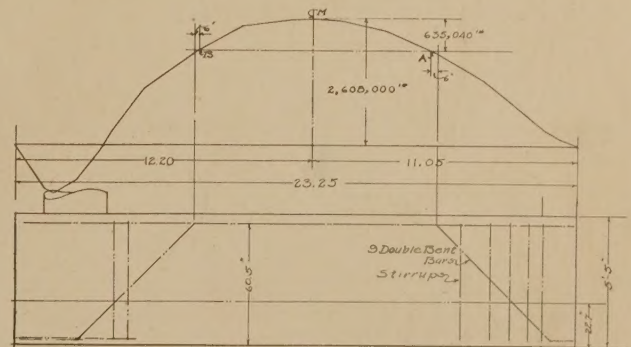 ₵M
6"
B
635,040"#
A
6"
2,608,000"#
12.20
11.05
23.25
9 Double Bent
Bars
Stirrups
60.5"
5'.5"
22.7"